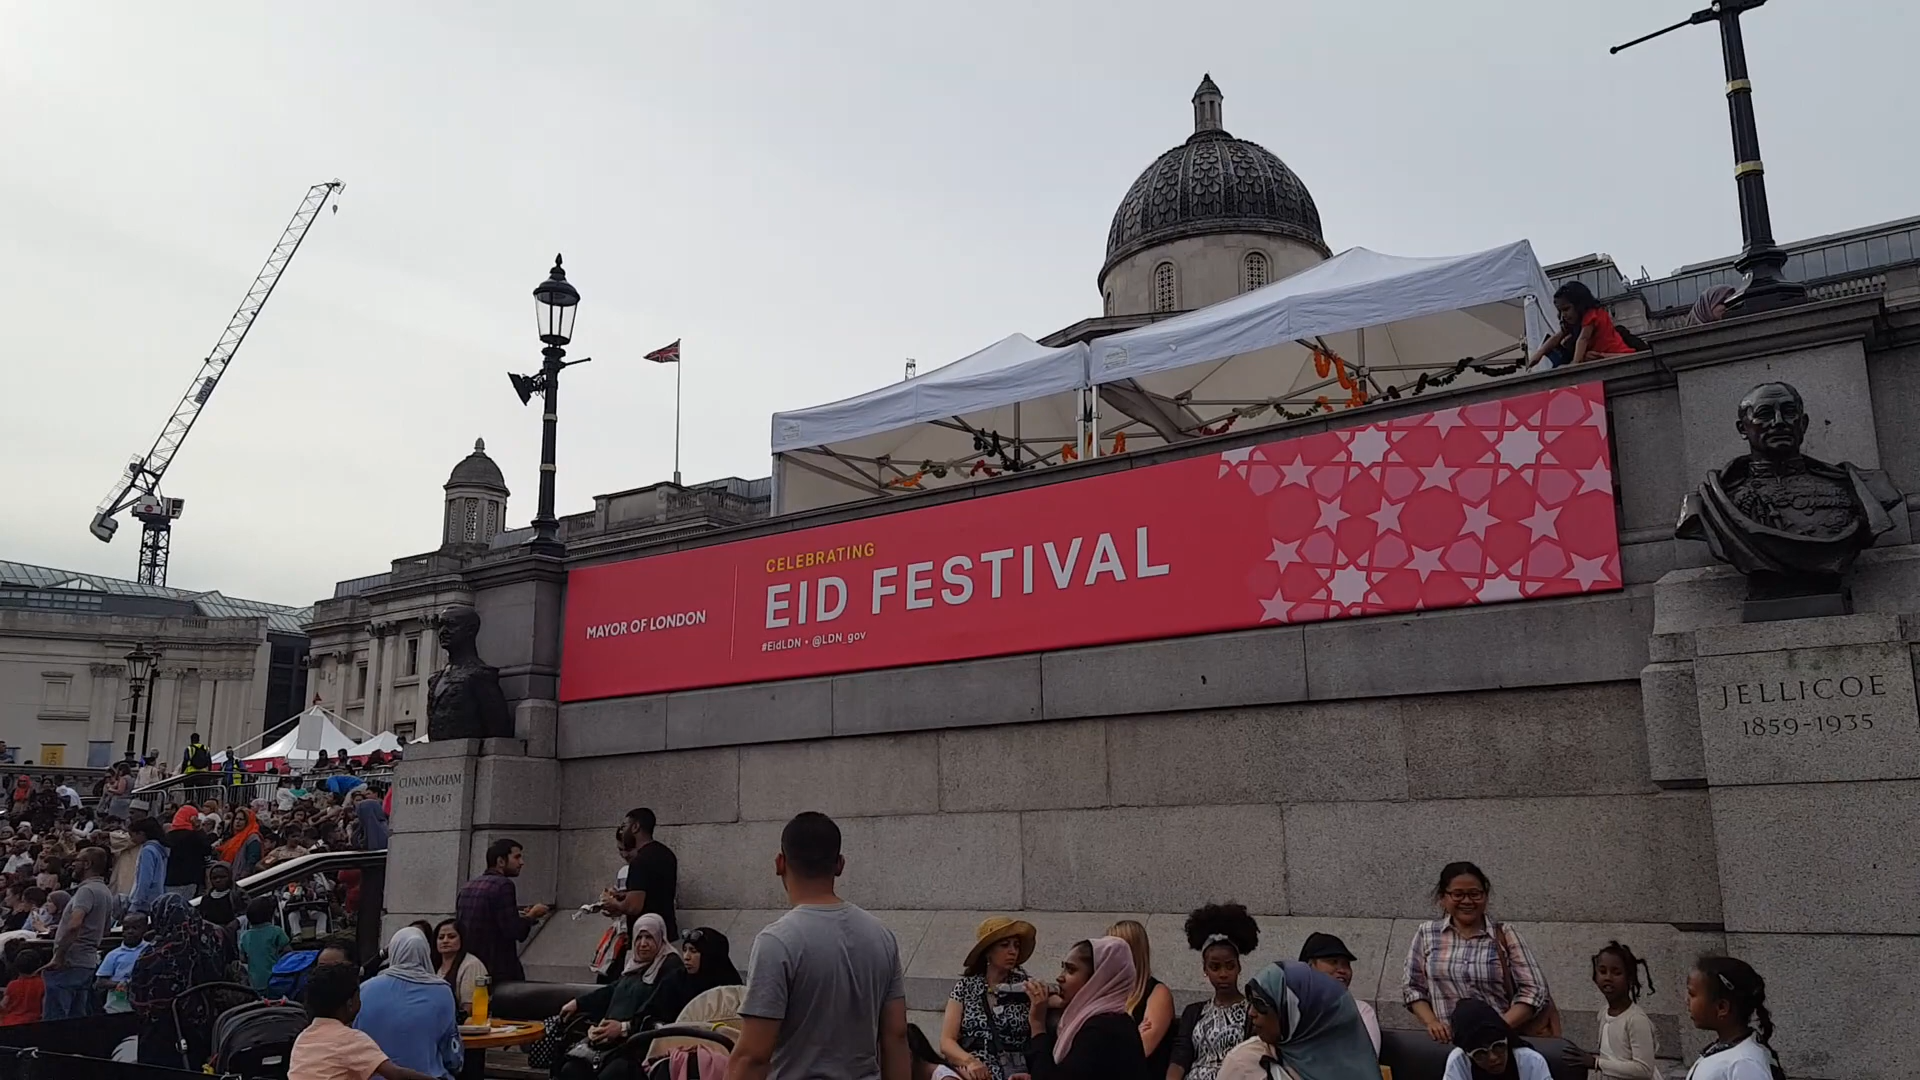 MAYOR OF LONDON
CELEBRATING
EID FESTIVAL
#EidLDN • @LDN_gov
JELLICOE
1859-1935
CUNNINGHAM
1883-1963